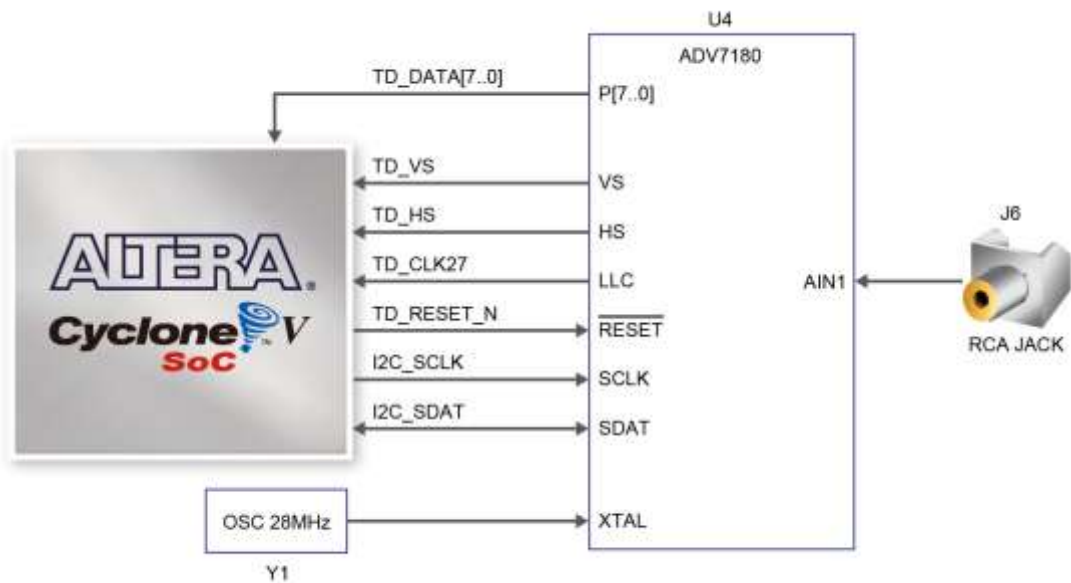 U4
ADV7180
TD_DATA[7..0]
P[7..0]
TD_VS
VS
TD_HS
HS
TD_CLK27
LLC
TD_RESET_N
RESET
I2C_SCLK
SCLK
I2C_SDAT
SDAT
OSC 28MHz
XTAL
Y1
AIN1
J6
RCA JACK
ALTERA®
Cyclone™ V
SoC